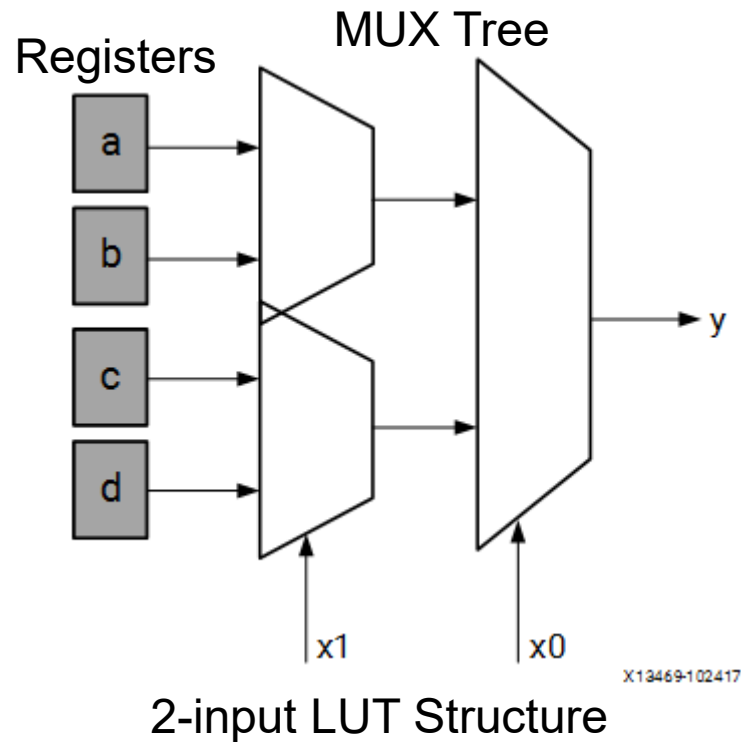 MUX Tree
Registers
a
b
c
d
y
x1
x0
X13469-102417
2-input LUT Structure